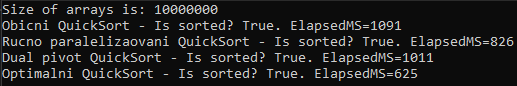 Size of arrays is: 10000000
Obicni QuickSort - Is sorted? True. ElapsedMS=1091
Rucno paralelizaovani QuickSort - Is sorted? True. ElapsedMS=826
Dual pivot QuickSort - Is sorted? True. ElapsedMS=1011
Optimalni QuickSort - Is sorted? True. ElapsedMS=625